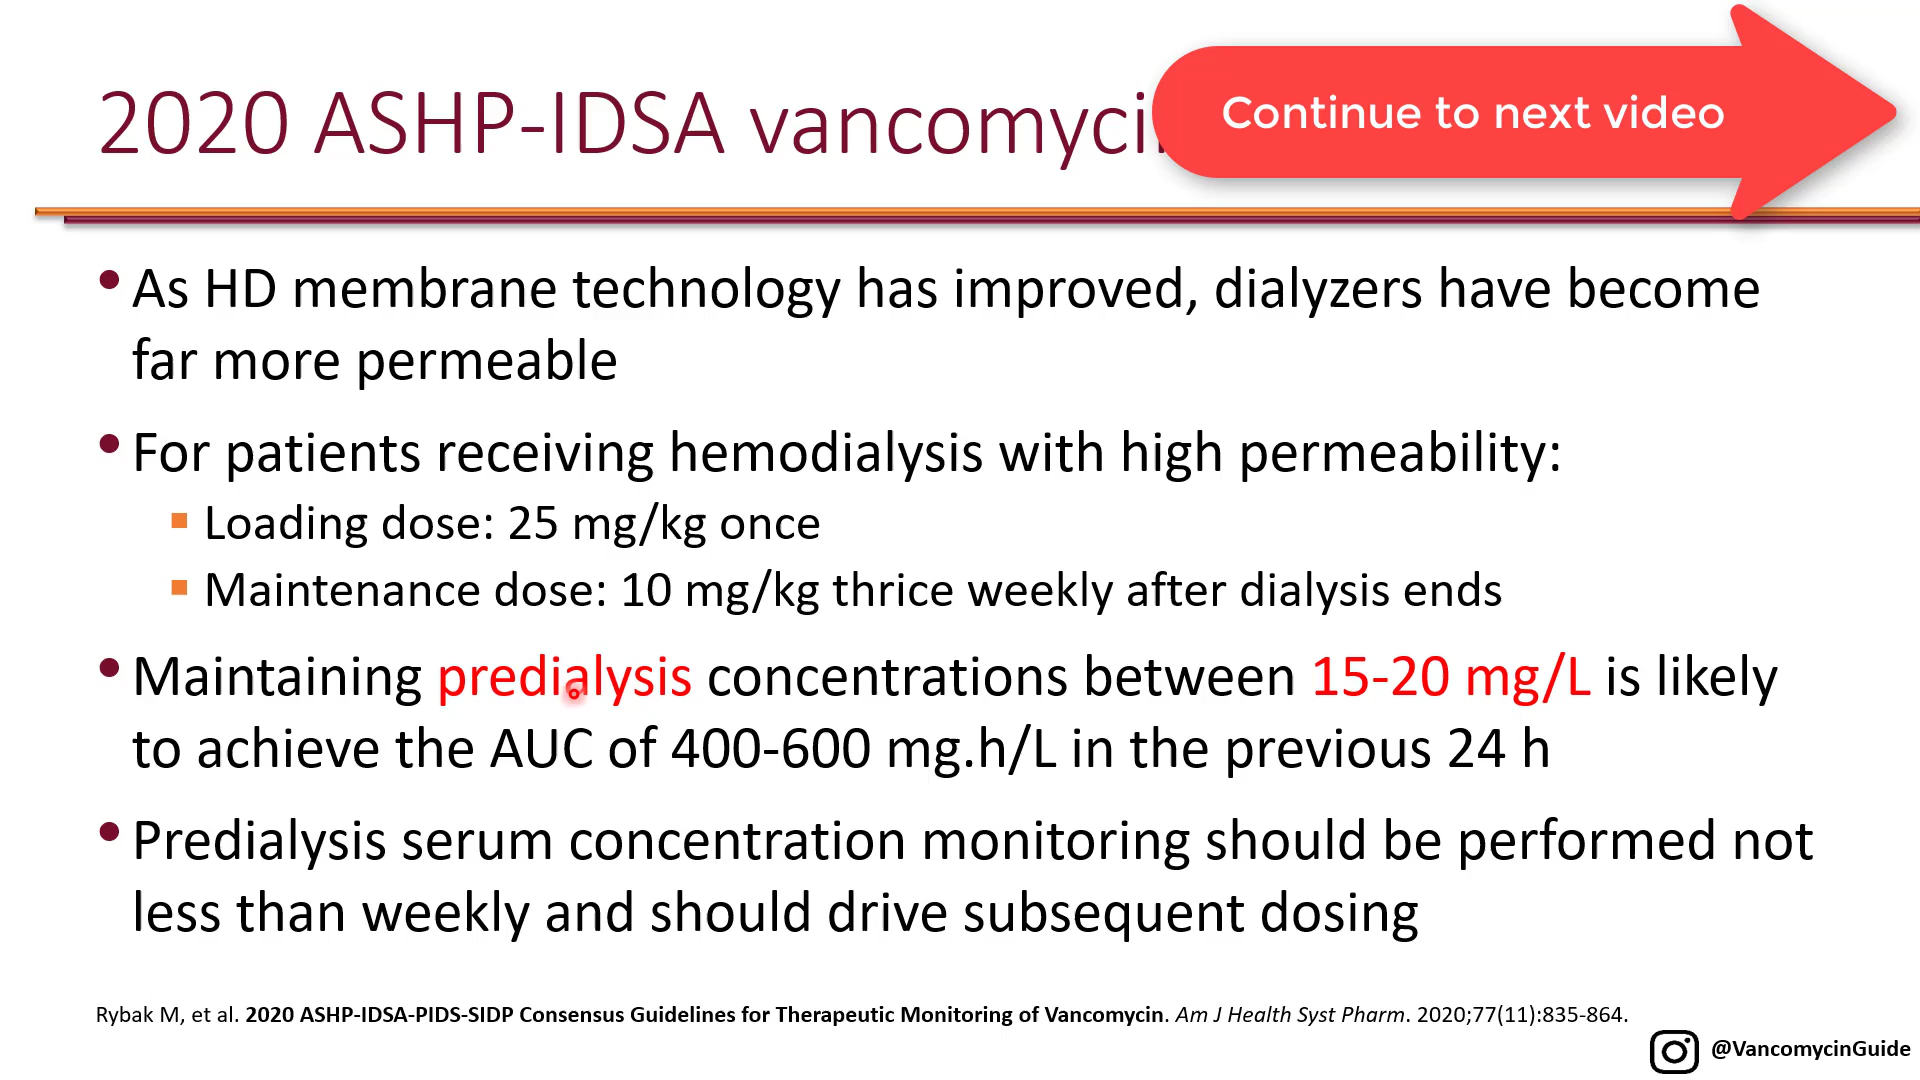 2020 ASHP-IDSA vancomyci
Continue to next video
• As HD membrane technology has improved, dialyzers have become
far more permeable
• For patients receiving hemodialysis with high permeability:
▪ Loading dose: 25 mg/kg once
▪ Maintenance dose: 10 mg/kg thrice weekly after dialysis ends
• Maintaining predialysis concentrations between 15-20 mg/L is likely
to achieve the AUC of 400-600 mg.h/L in the previous 24 h
• Predialysis serum concentration monitoring should be performed not
less than weekly and should drive subsequent dosing
Rybak M, et al. 2020 ASHP-IDSA-PIDS-SIDP Consensus Guidelines for Therapeutic Monitoring of Vancomycin. Am J Health Syst Pharm. 2020;77(11):835-864.
@VancomycinGuide